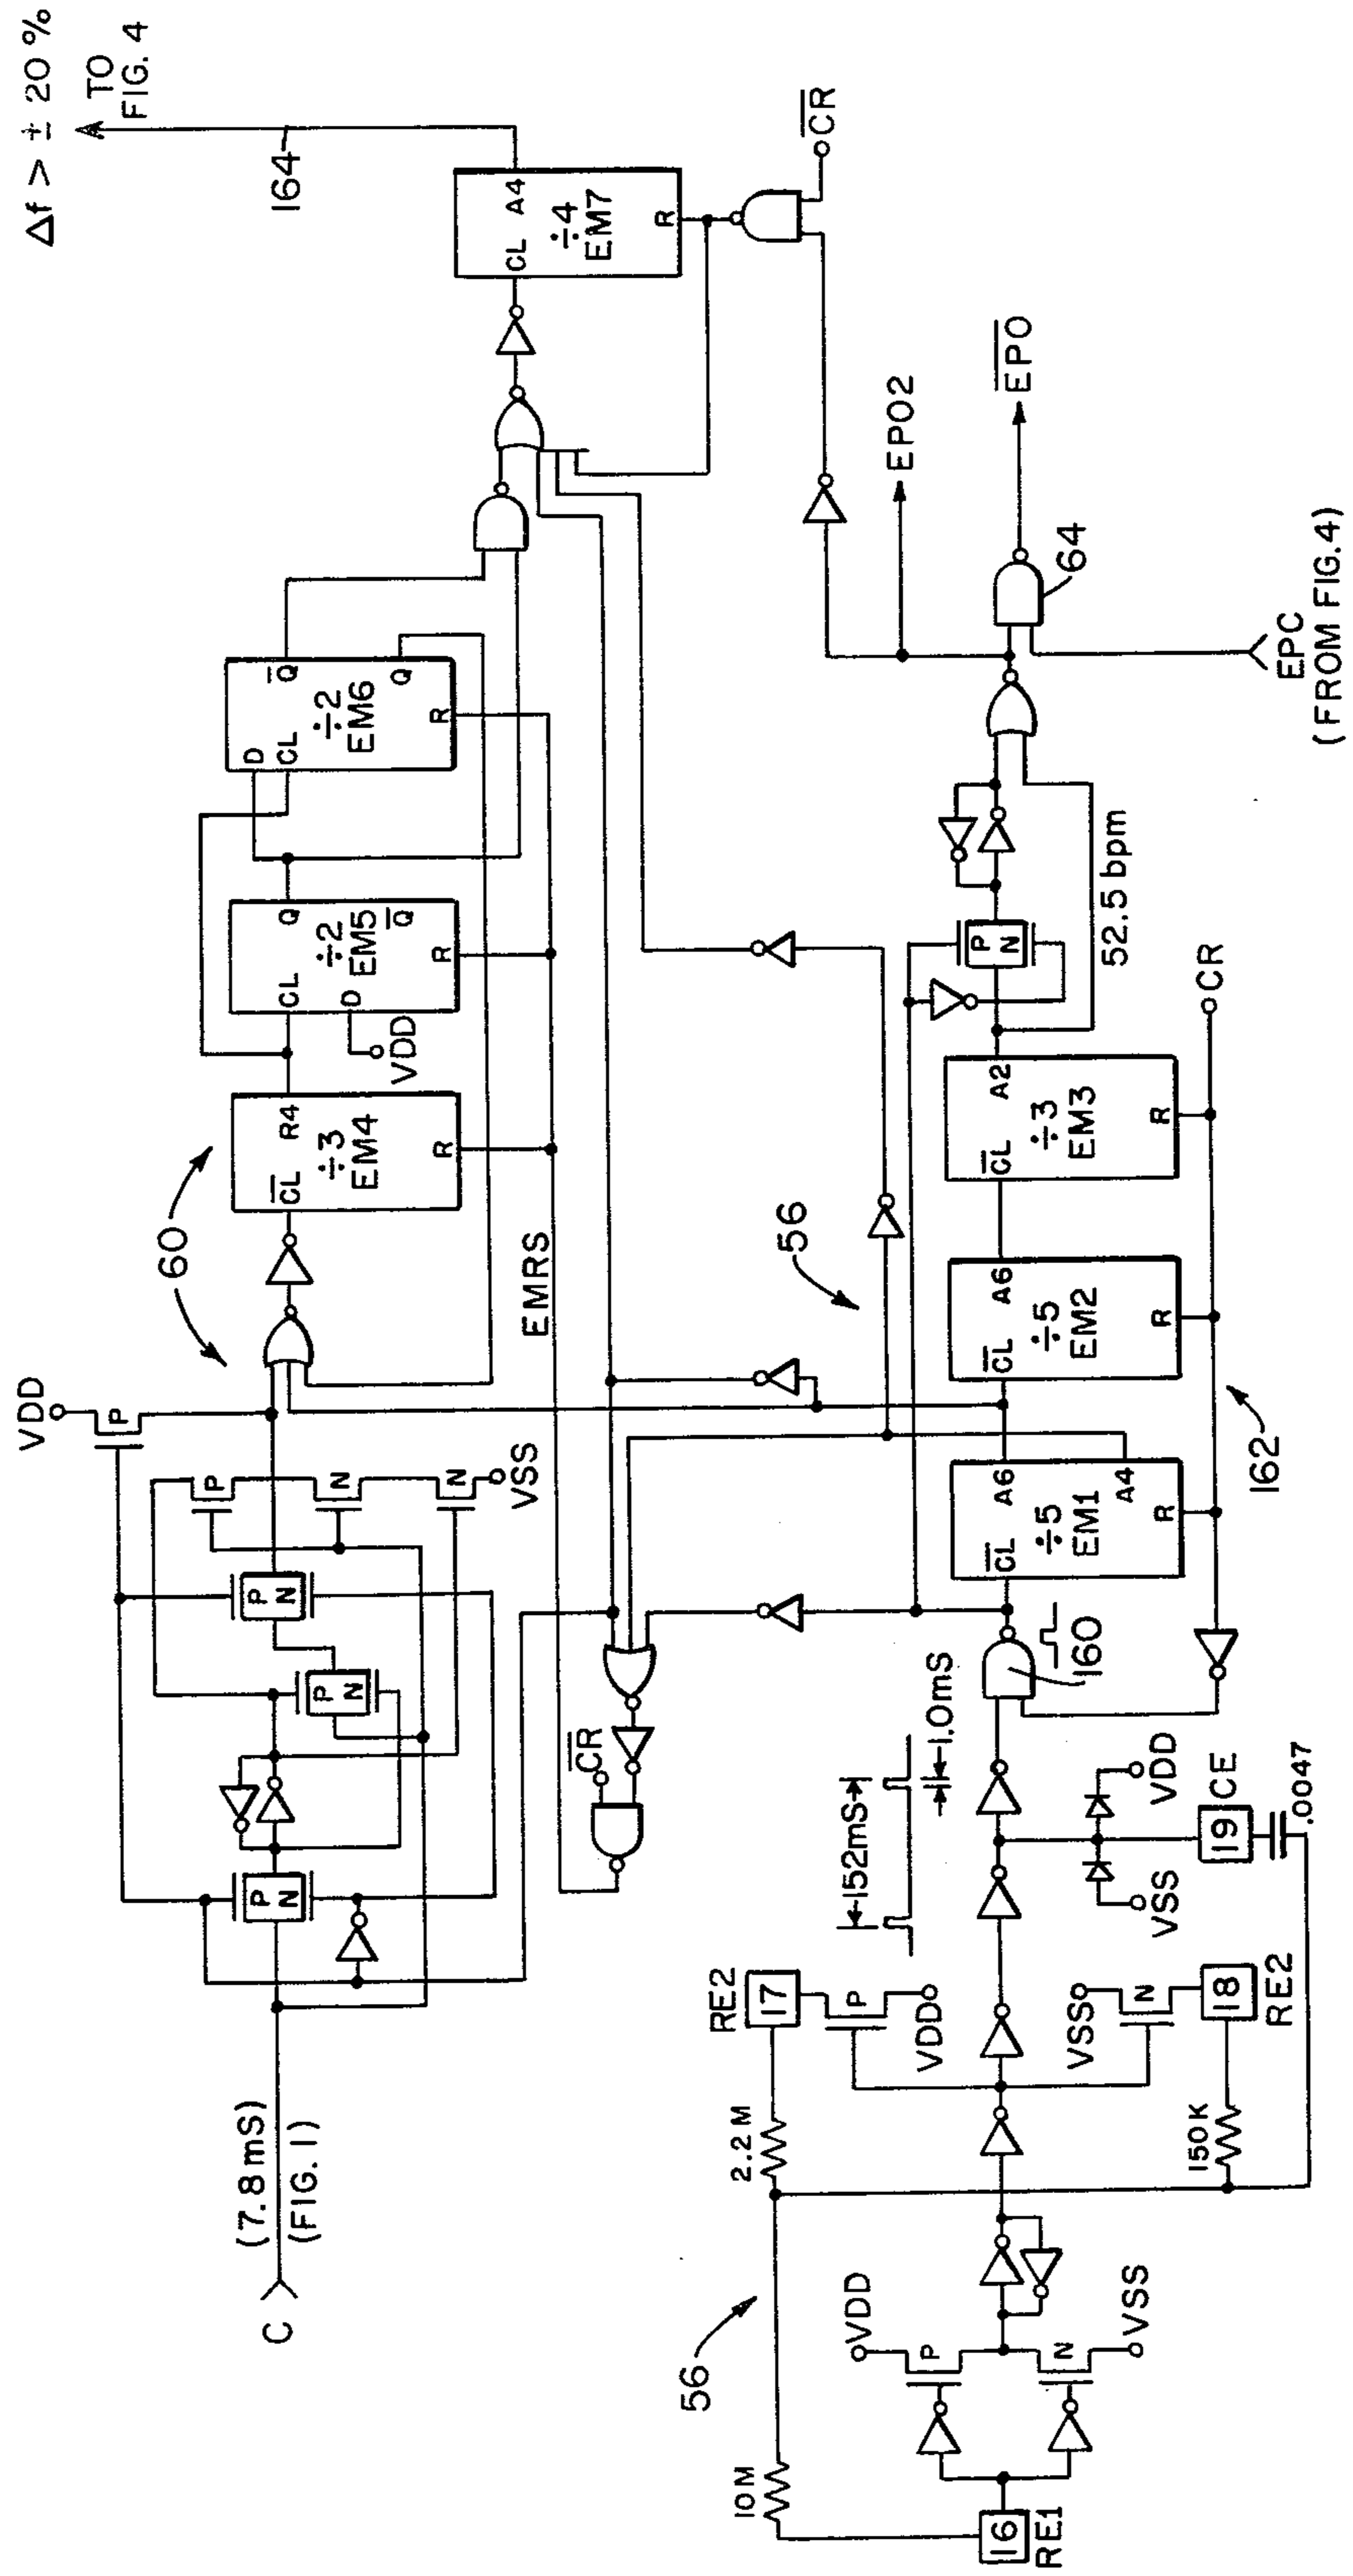 Δf > ± 20 %
TO
FIG. 4
164
A4
CL
÷4
EM7
R
CR
EPO2
EPO
64
EPC
(FROM FIG.4)
Q
Q
D
CL
÷2
EM6
R
Q
Q
CL
D
÷2
EM5
R
VDD
R4
CL
÷3
EM4
R
60
EMRS
VDD
P
P
N
N
VSS
P
N
P
N
P
N
C
(7.8mS)
(FIG. 1)
CR
56
P
N
52.5 bpm
CR
A2
CL
÷3
EM3
R
A6
CL
÷5
EM2
R
162
A6
A4
CL
÷5
EM1
R
160
1.0mS
152mS
VDD
VSS
19
CE
.0047
RE2
17
P
VDD
VSS
N
18
RE2
2.2M
150K
56
10M
VDD
P
N
VSS
16
RE1